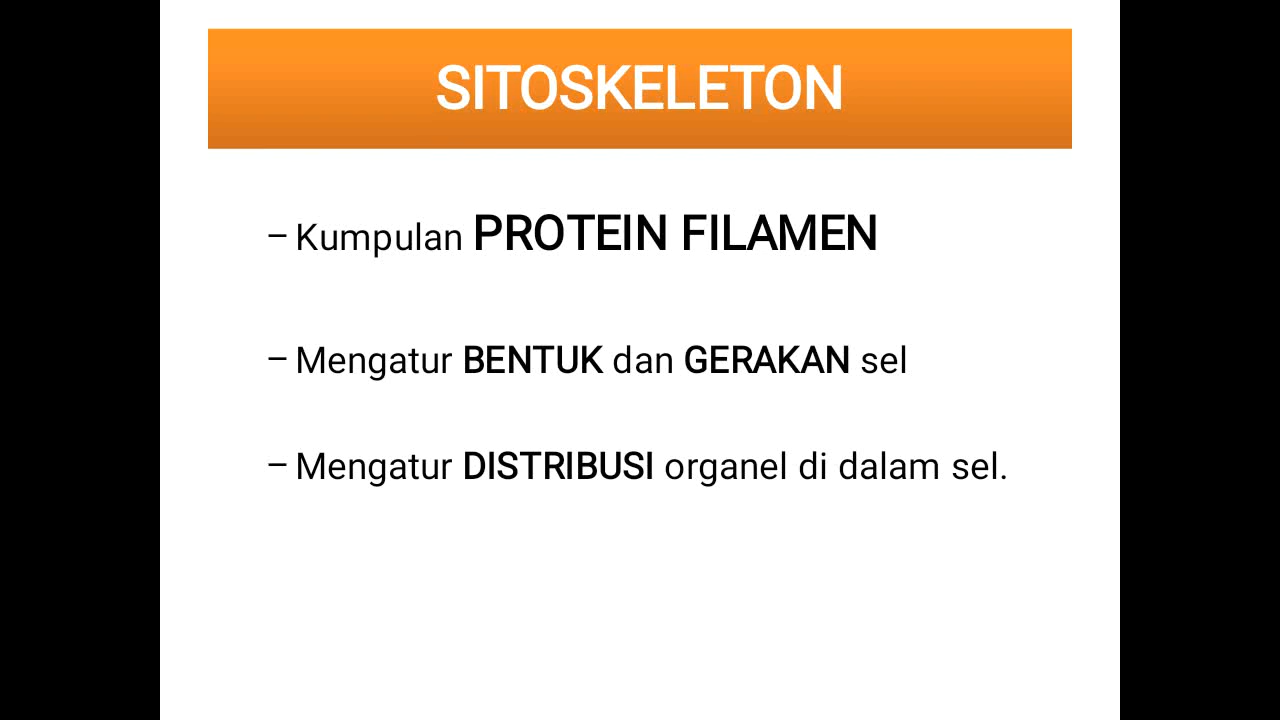 SITOSKELETON
– Kumpulan PROTEIN FILAMEN
– Mengatur BENTUK dan GERAKAN sel
– Mengatur DISTRIBUSI organel di dalam sel.